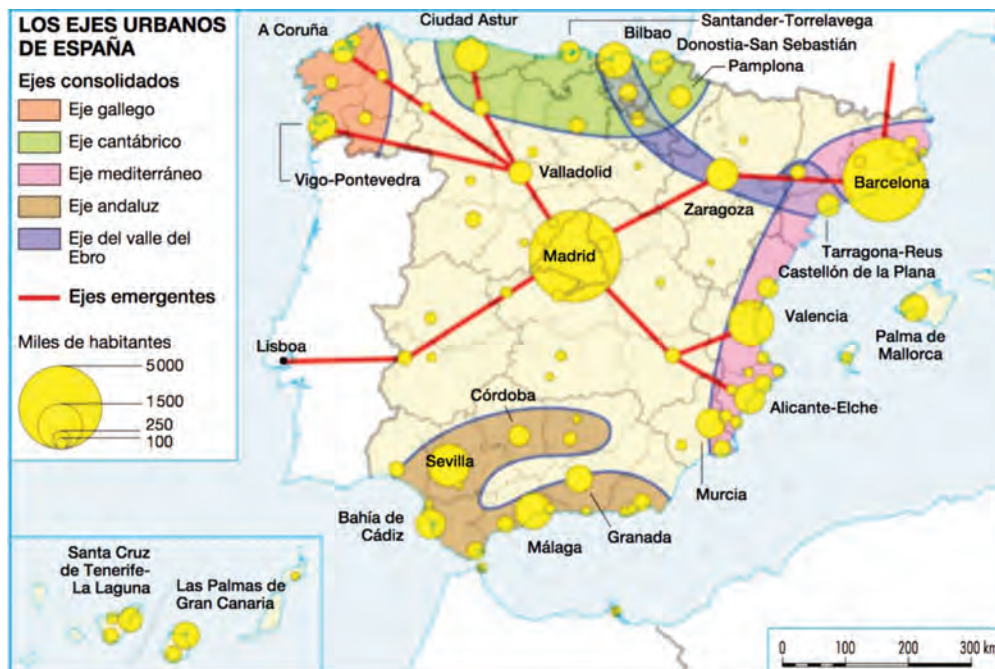 LOS EJES URBANOS
DE ESPAÑA
Ejes consolidados
Eje gallego
Eje cantábrico
Eje mediterráneo
Eje andaluz
Eje del valle del
Ebro
Ejes emergentes
Miles de habitantes
5000
1500
250
100
A Coruña
Ciudad Astur
Santander-Torrelavega
Bilbao
Donostia-San Sebastián
Pamplona
Vigo-Pontevedra
Valladolid
Zaragoza
Barcelona
Madrid
Tarragona-Reus
Castellón de la Plana
Valencia
Palma de
Mallorca
Lisboa
Alicante-Elche
Córdoba
Sevilla
Murcia
Bahía de
Cádiz
Málaga
Granada
Santa Cruz
de Tenerife-
La Laguna
Las Palmas de
Gran Canaria
0 100 200 300 km